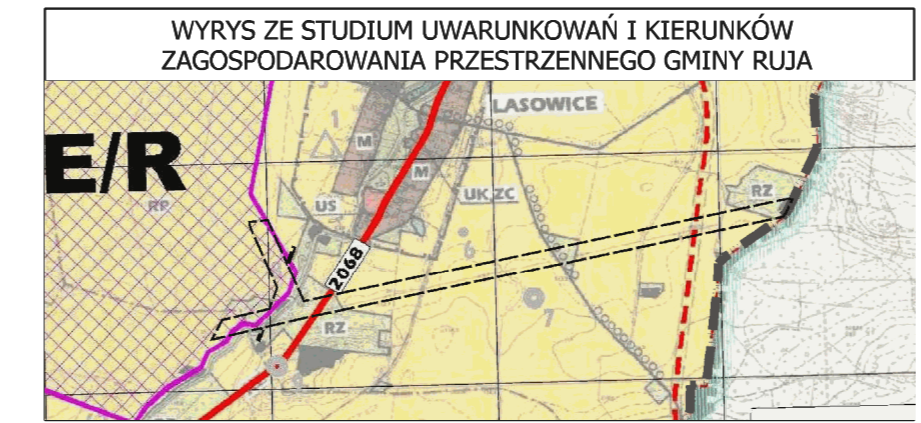 WYRYS ZE STUDIUM UWARUNKOWAŃ I KIERUNKÓW
ZAGOSPODAROWANIA PRZESTRZENNEGO GMINY RUJA
LASOWICE
1
M
E/R
M
RZ
RP
US
UK,ZC
6
2068
7
RZ